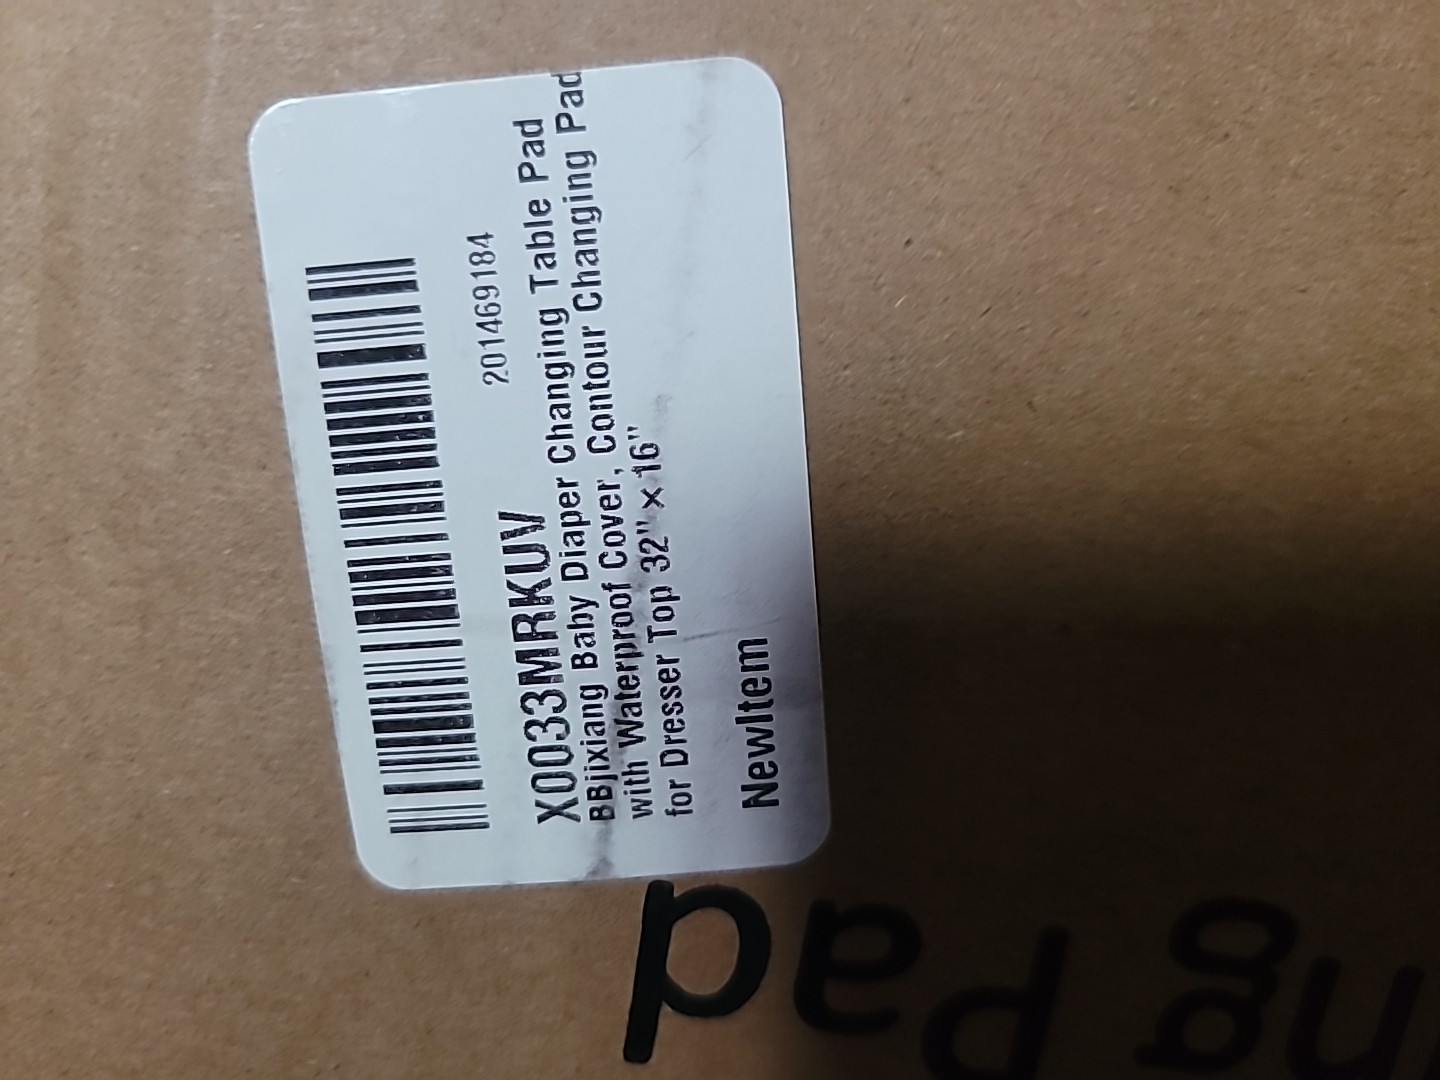 201469184
X0033MRKUV
BBjixiang Baby Diaper Changing Table Pad
with Waterproof Cover, Contour Changing Pad
for Dresser Top 32" × 16"
NewItem
ng Pad